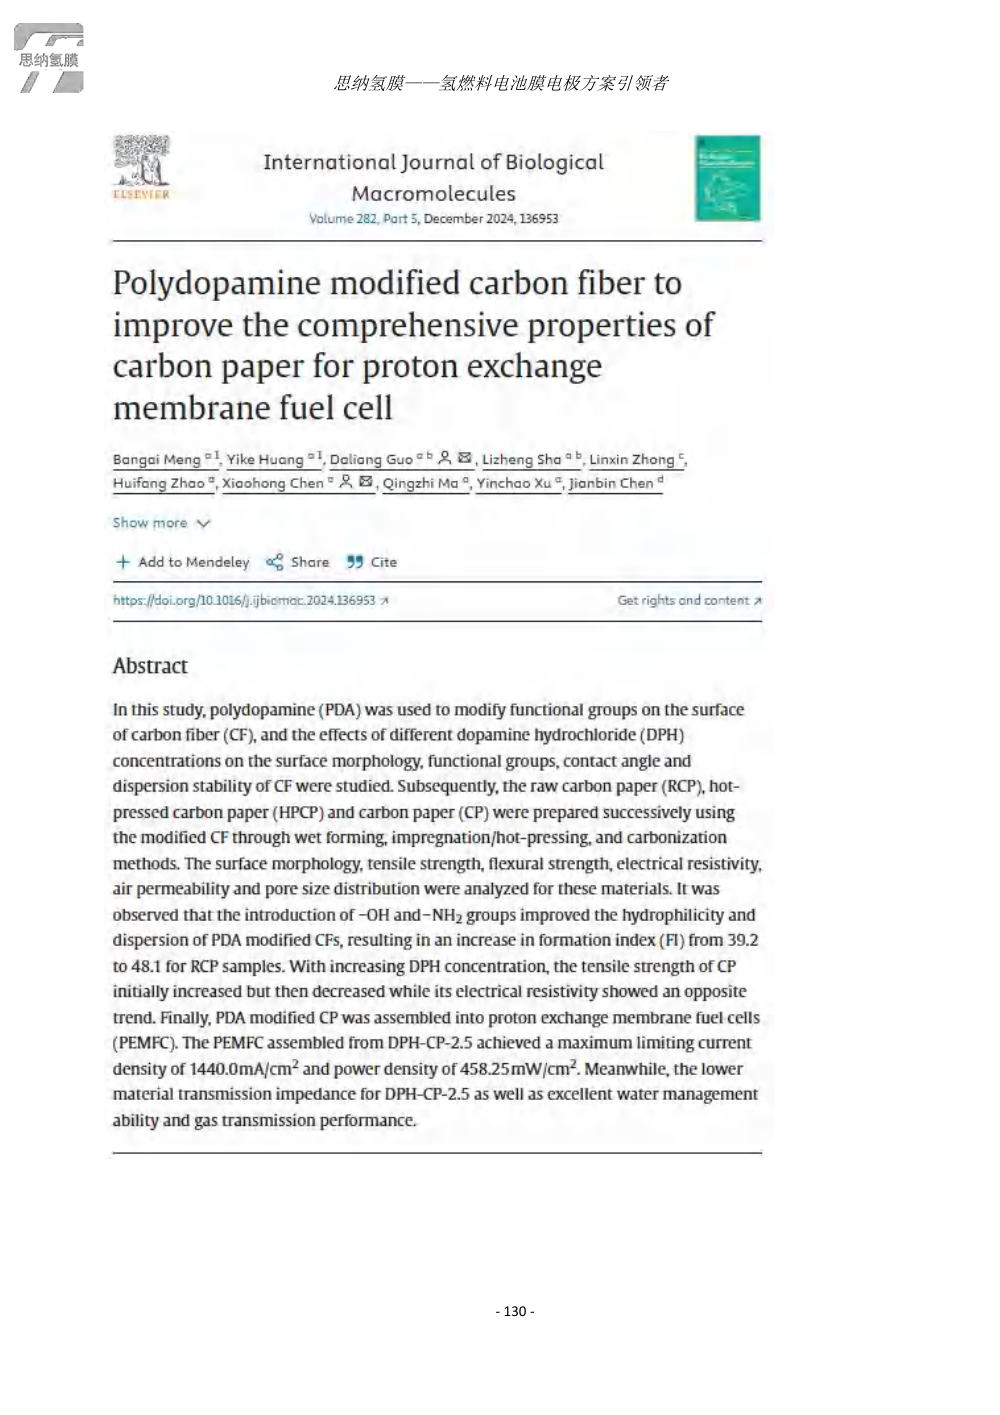 思纳氢膜
思纳氢膜——氢燃料电池膜电极方案引领者
ELSEVIER
International Journal of Biological
Macromolecules
Volume 282, Part 5, December 2024, 136953
Polydopamine modified carbon fiber to
improve the comprehensive properties of
carbon paper for proton exchange
membrane fuel cell
Bangai Meng a 1, Yike Huang a 1, Daliang Guo a b, Lizheng Sha a b, Linxin Zhong c,
Huifang Zhao a, Xiaohong Chen a, Qingzhi Ma a, Yinchao Xu a, Jianbin Chen d
Show more
+ Add to Mendeley Share Cite
https://doi.org/10.1016/j.ijbiomac.2024.136953 ↗ Get rights and content ↗
Abstract
In this study, polydopamine (PDA) was used to modify functional groups on the surface
of carbon fiber (CF), and the effects of different dopamine hydrochloride (DPH)
concentrations on the surface morphology, functional groups, contact angle and
dispersion stability of CF were studied. Subsequently, the raw carbon paper (RCP), hot-
pressed carbon paper (HPCP) and carbon paper (CP) were prepared successively using
the modified CF through wet forming, impregnation/hot-pressing, and carbonization
methods. The surface morphology, tensile strength, flexural strength, electrical resistivity,
air permeability and pore size distribution were analyzed for these materials. It was
observed that the introduction of −OH and−NH₂ groups improved the hydrophilicity and
dispersion of PDA modified CFs, resulting in an increase in formation index (FI) from 39.2
to 48.1 for RCP samples. With increasing DPH concentration, the tensile strength of CP
initially increased but then decreased while its electrical resistivity showed an opposite
trend. Finally, PDA modified CP was assembled into proton exchange membrane fuel cells
(PEMFC). The PEMFC assembled from DPH-CP-2.5 achieved a maximum limiting current
density of 1440.0mA/cm² and power density of 458.25mW/cm². Meanwhile, the lower
material transmission impedance for DPH-CP-2.5 as well as excellent water management
ability and gas transmission performance.
- 130 -